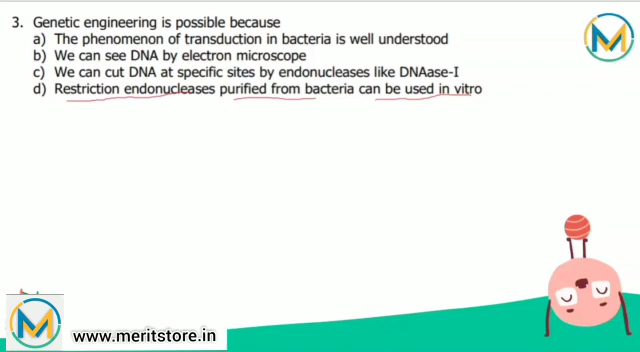 3. Genetic engineering is possible because
a) The phenomenon of transduction in bacteria is well understood
b) We can see DNA by electron microscope
c) We can cut DNA at specific sites by endonucleases like DNAase-I
d) Restriction endonucleases purified from bacteria can be used in vitro
www.meritstore.in